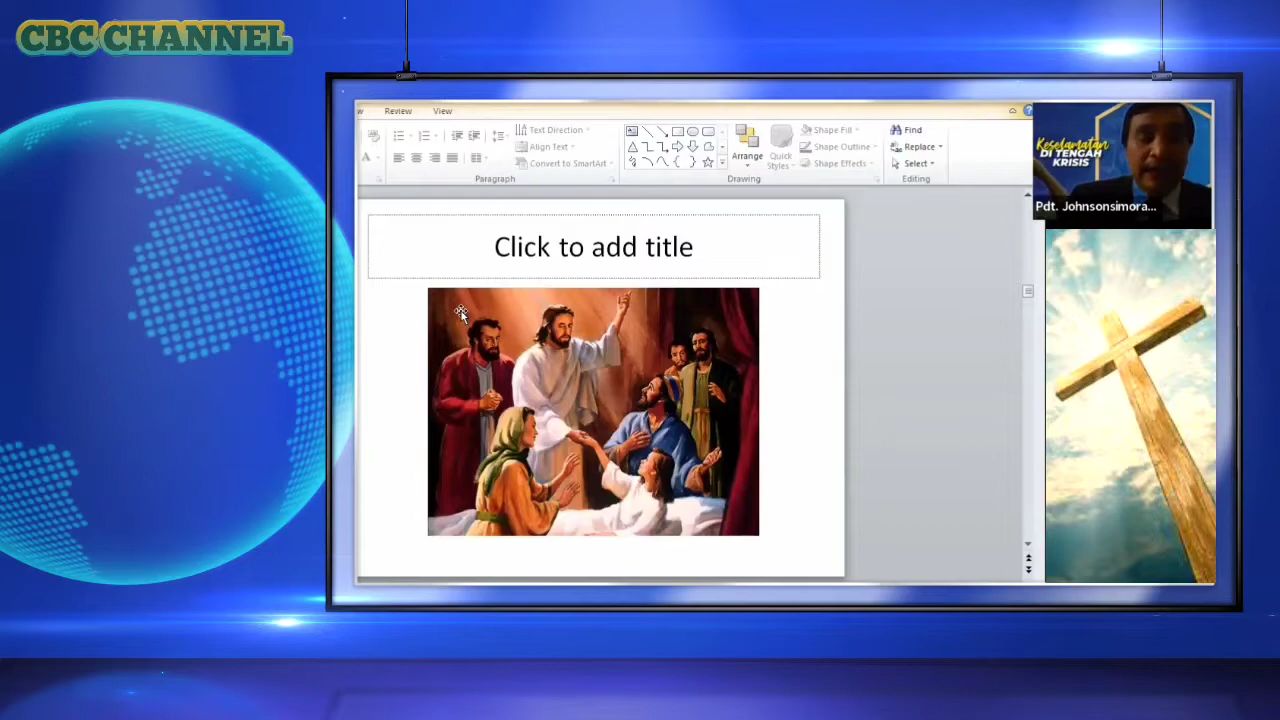 CBC CHANNEL
w Review View
Text Direction
Align Text
Convert to SmartArt
Paragraph
Arrange
Quick
Styles
Shape Fill
Shape Outline
Shape Effects
Drawing
Find
Replace
Select
Editing
Keselamatan
DI TENGAH
KRISIS
Pdt. Johnsonsimora...
Click to add title